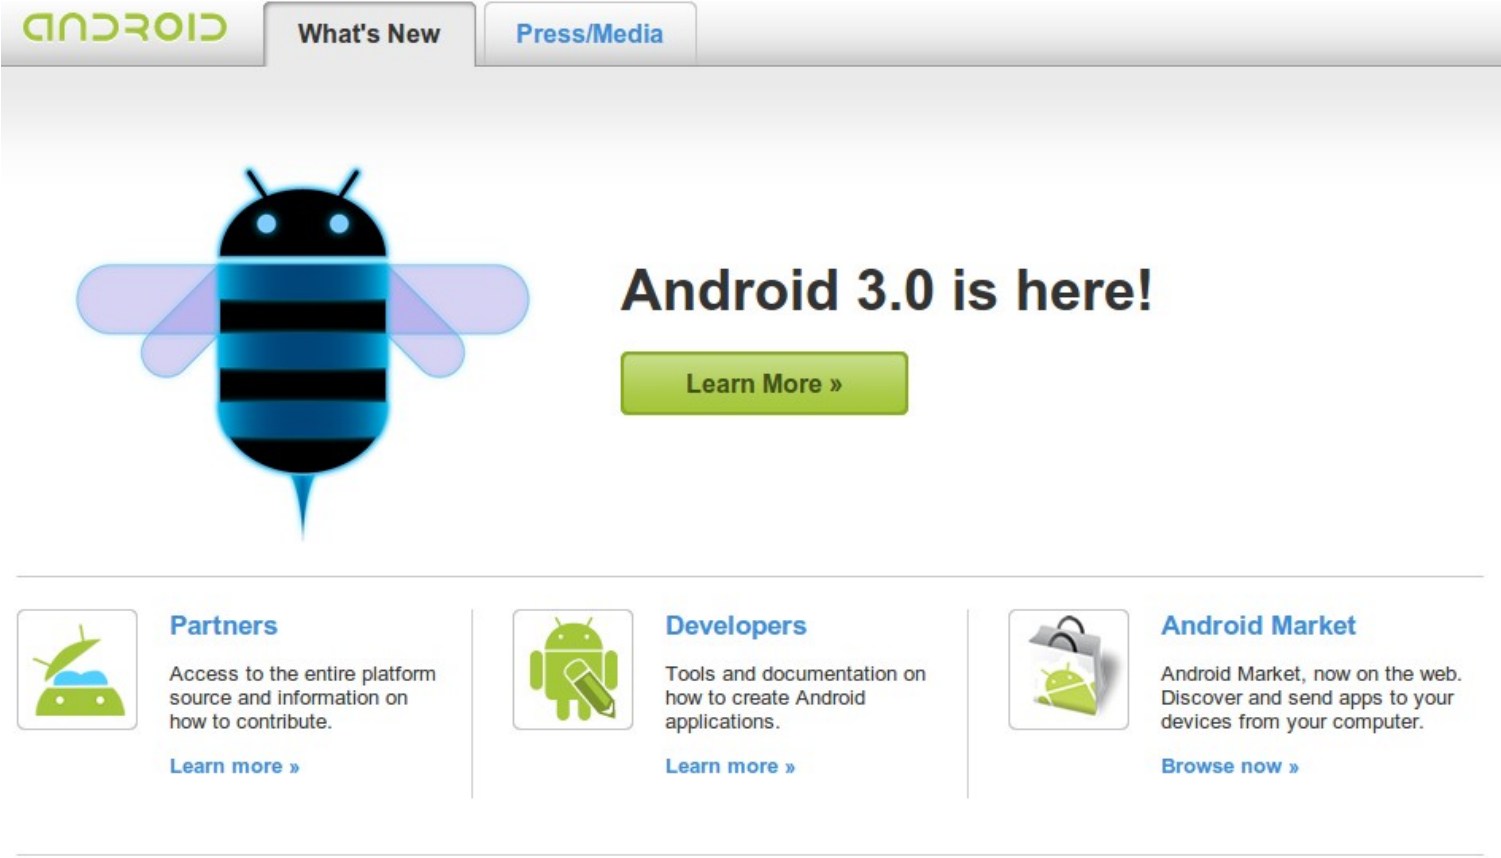 ANDROID
What's New
Press/Media
Android 3.0 is here!
Learn More »
Partners
Access to the entire platform
source and information on
how to contribute.
Learn more »
Developers
Tools and documentation on
how to create Android
applications.
Learn more »
Android Market
Android Market, now on the web.
Discover and send apps to your
devices from your computer.
Browse now »